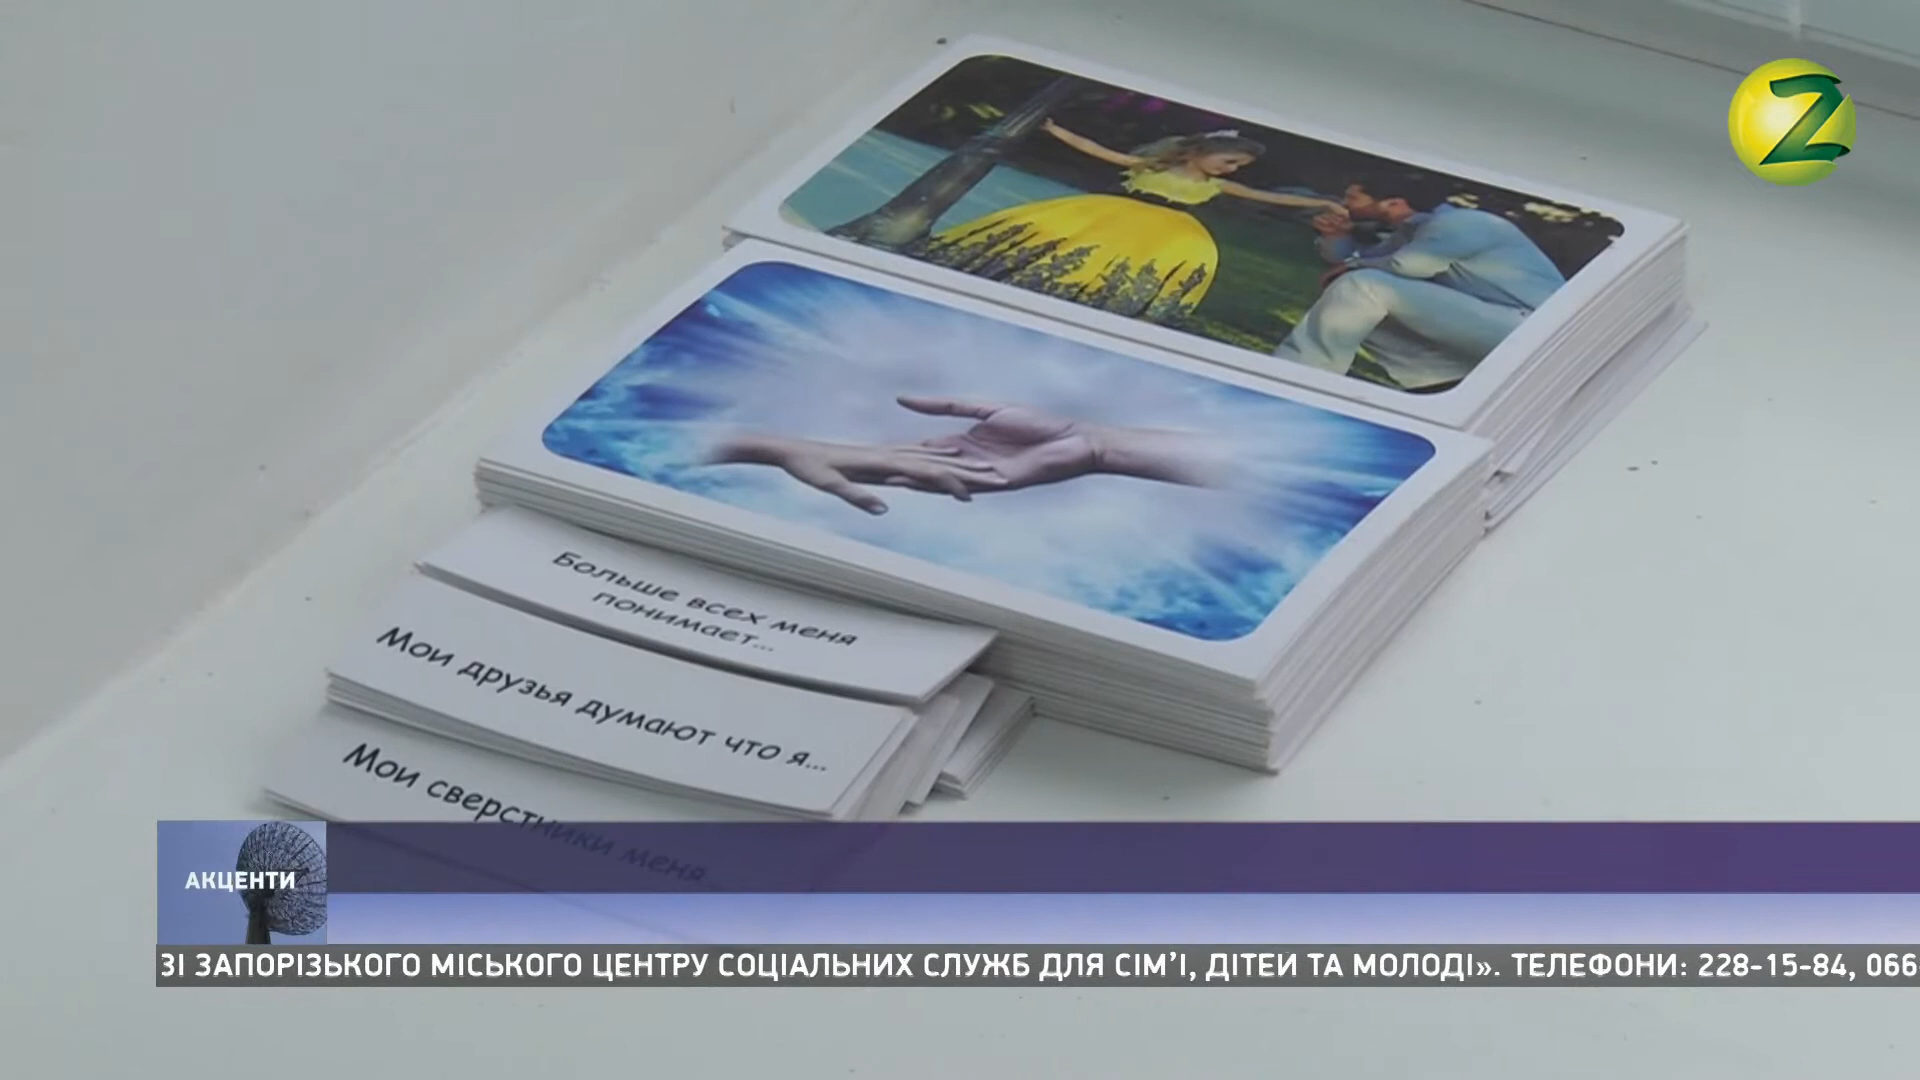 Больше всех меня
понимает...
Мои друзья думают что я...
Мои сверстники меня
АКЦЕНТИ
ЗІ ЗАПОРІЗЬКОГО МІСЬКОГО ЦЕНТРУ СОЦІАЛЬНИХ СЛУЖБ ДЛЯ СІМ’Ї, ДІТЕЙ ТА МОЛОДІ». ТЕЛЕФОНИ: 228-15-84, 066-